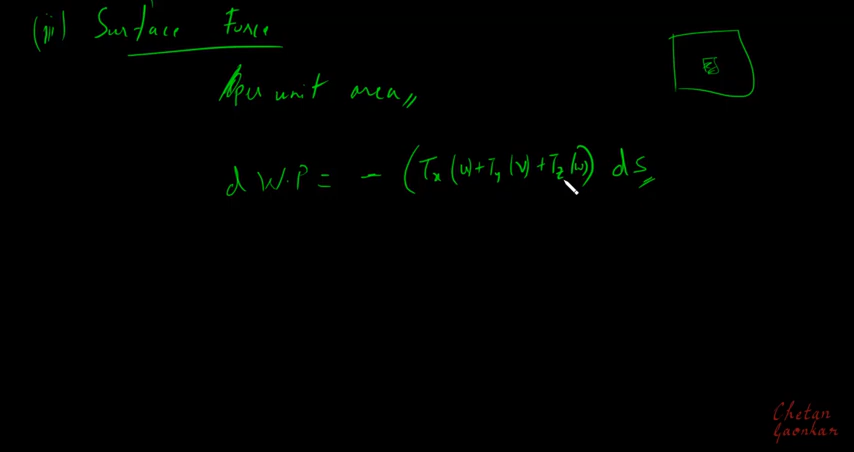 (iii) Surface Force
per unit area,,
d W.P = - (Tx (u) + Ty (v) + Tz (w)) ds
Chetan
Gaonkar